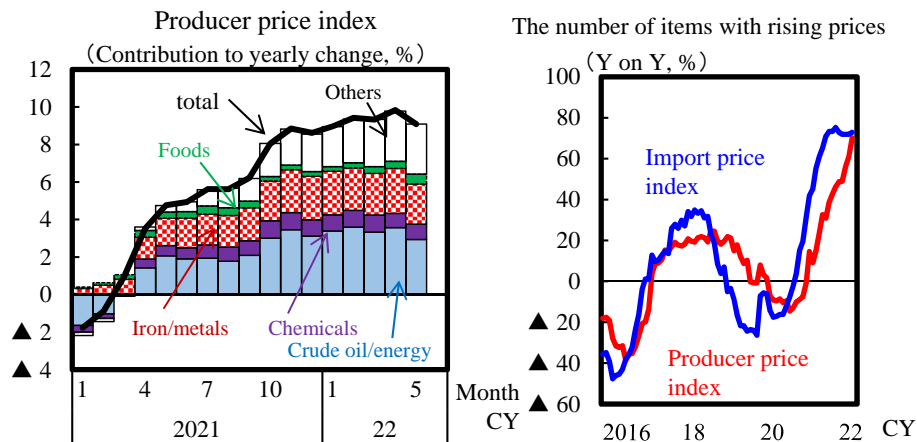 Producer price index
（Contribution to yearly change, %）
12
10
8
6
4
2
0
▲ 2
▲ 4
total
Others
Foods
Iron/metals
Chemicals
Crude oil/energy
1 4 7 10 1 5 Month
2021 22 CY
The number of items with rising prices
（Y on Y, %）
100
80
60
40
20
0
▲ 20
▲ 40
▲ 60
Import price
index
Producer price
index
2016 18 20 22 CY